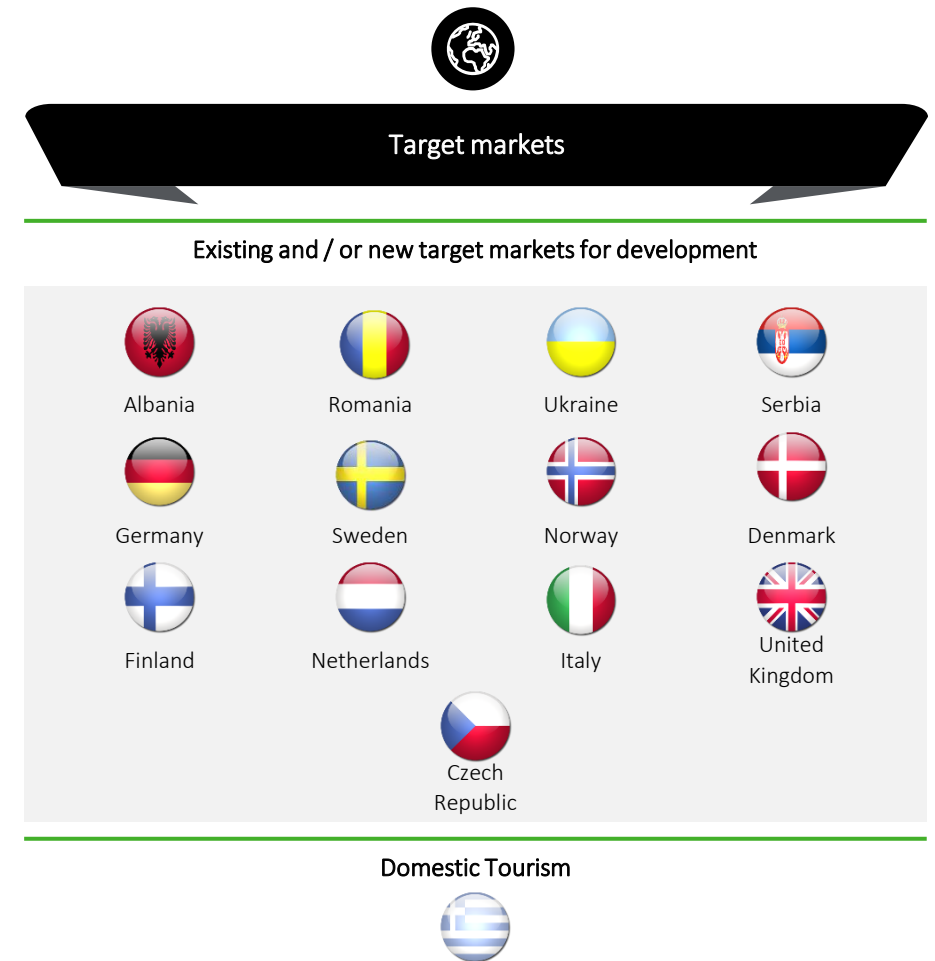 Target markets
Existing and / or new target markets for development
Albania
Romania
Ukraine
Serbia
Germany
Sweden
Norway
Denmark
Finland
Netherlands
Italy
United
Kingdom
Czech
Republic
Domestic Tourism